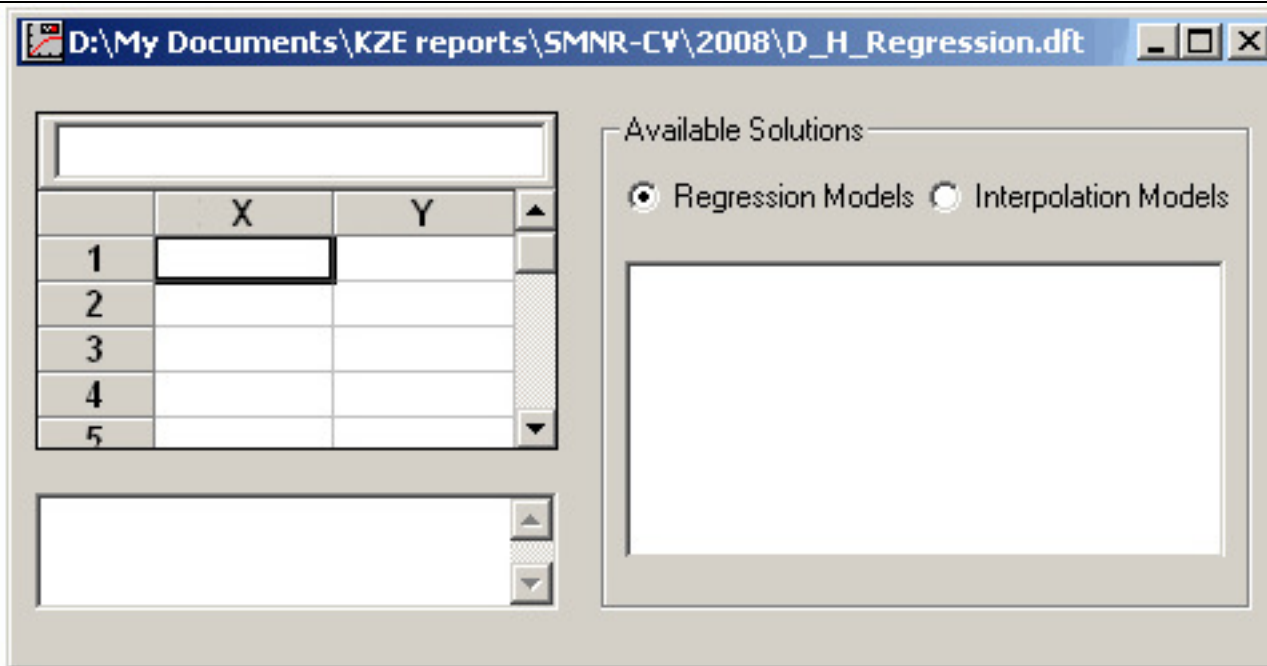 D:\My Documents\KZE reports\SMNR-CV\2008\D_H_Regression.dft
X Y
1
2
3
4
5
Available Solutions
Regression Models Interpolation Models